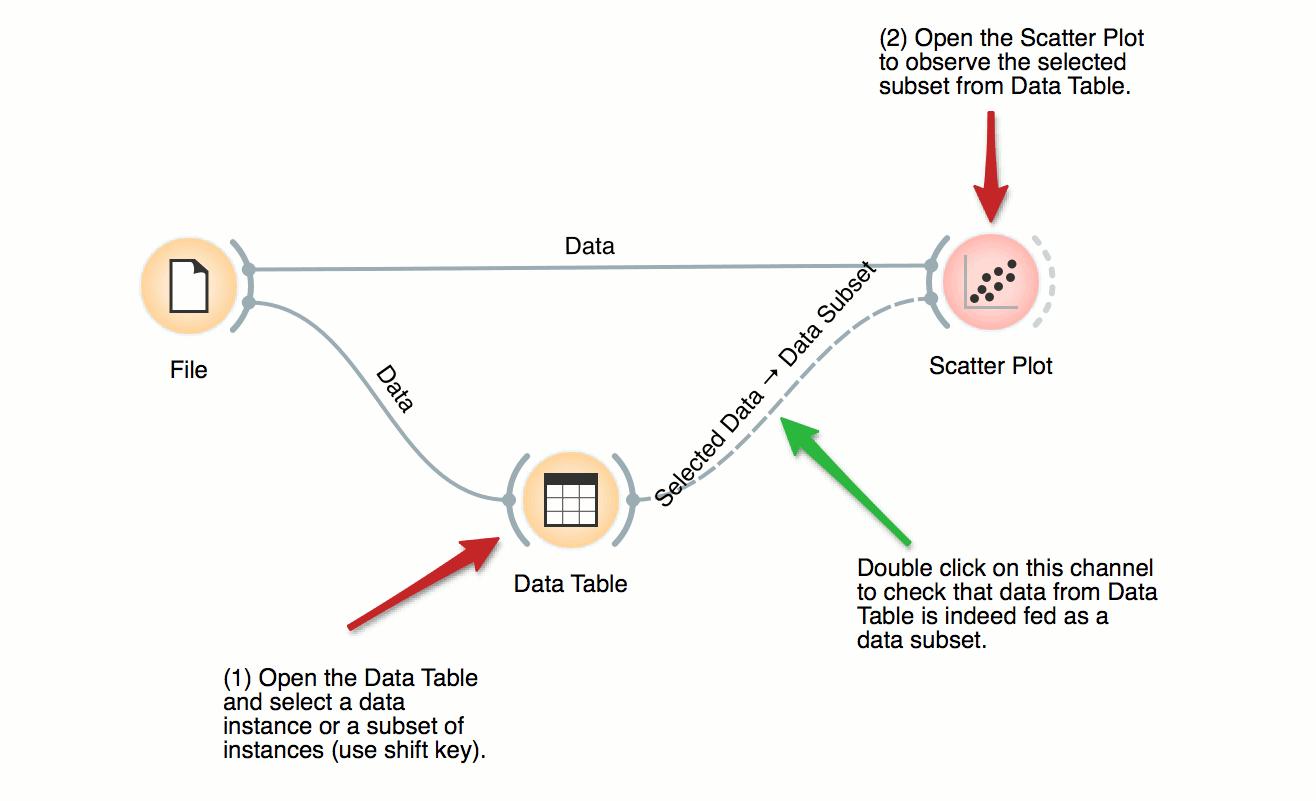 (2) Open the Scatter Plot
to observe the selected
subset from Data Table.
Data
File
Data
Selected Data → Data Subset
Scatter Plot
Data Table
Double click on this channel
to check that data from Data
Table is indeed fed as a
data subset.
(1) Open the Data Table
and select a data
instance or a subset of
instances (use shift key).